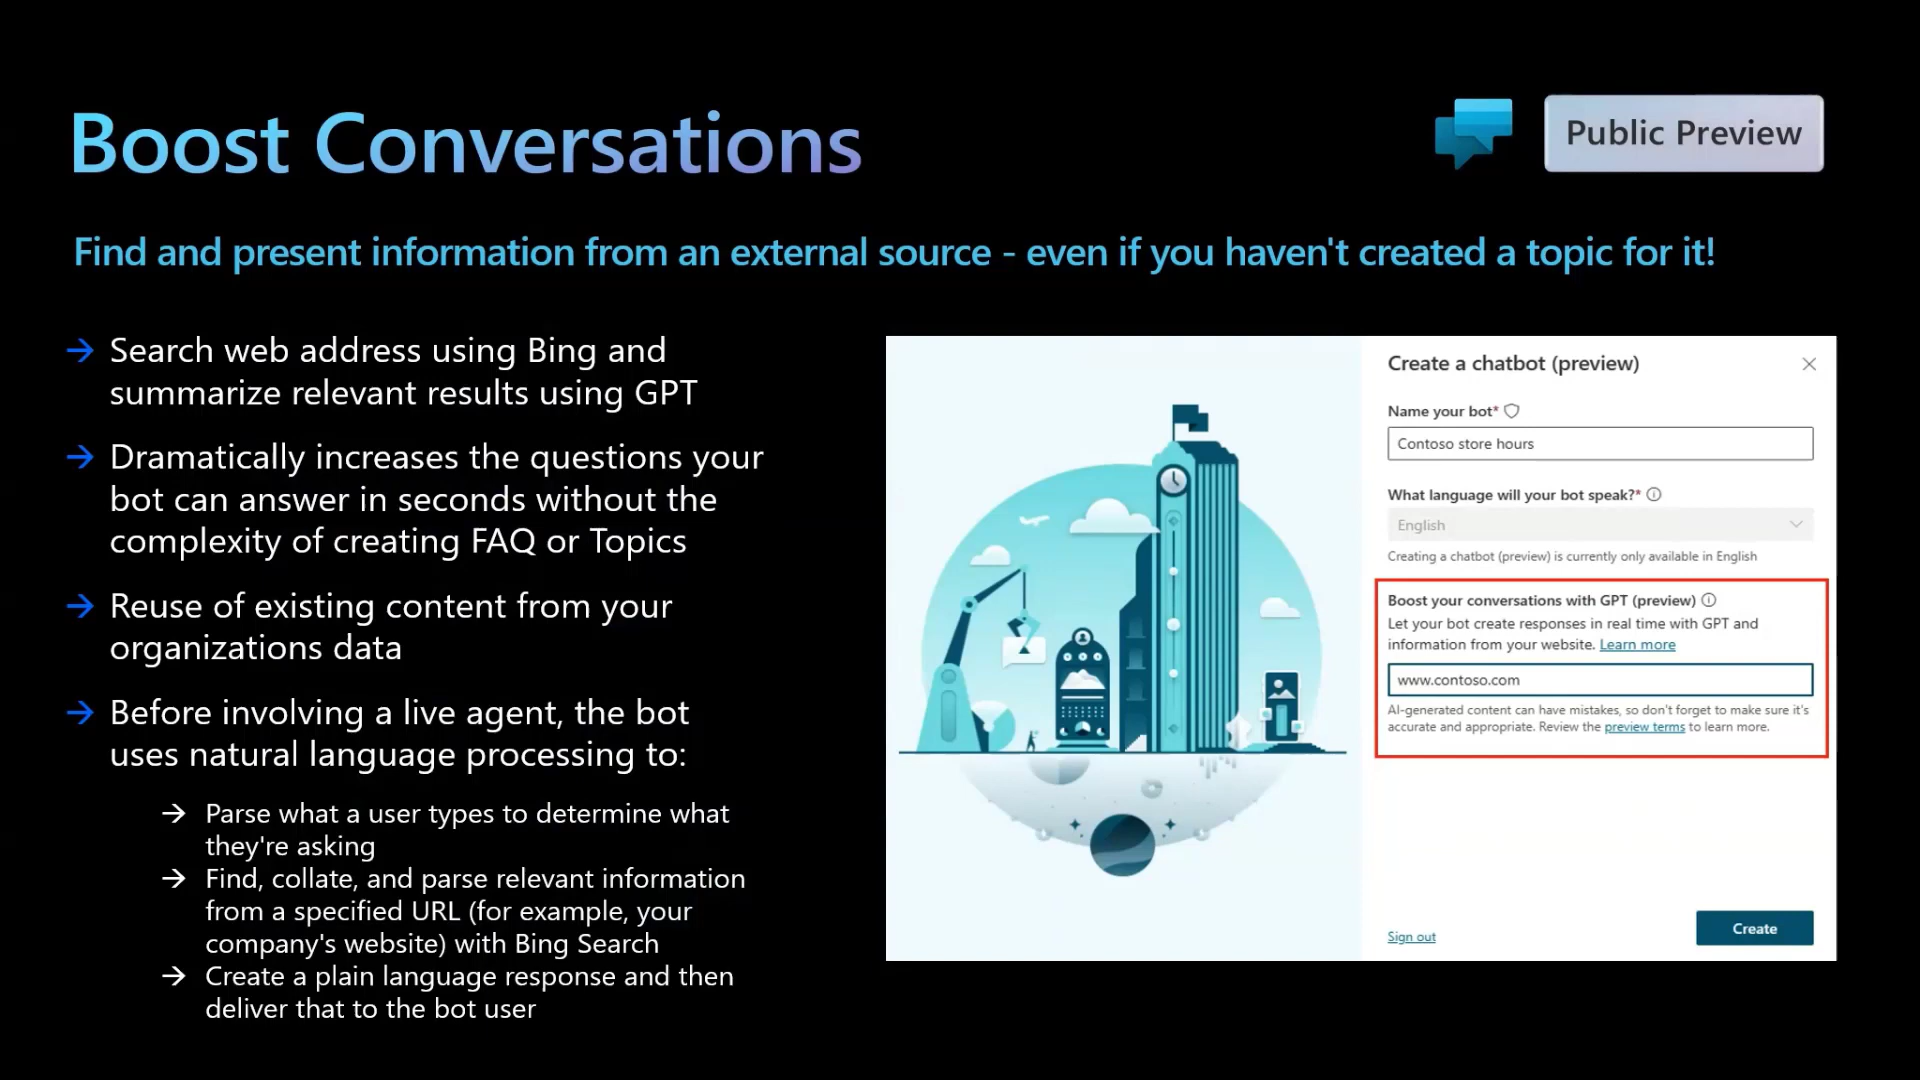 Boost Conversations
Public Preview
Find and present information from an external source - even if you haven't created a topic for it!
→ Search web address using Bing and
summarize relevant results using GPT
→ Dramatically increases the questions your
bot can answer in seconds without the
complexity of creating FAQ or Topics
→ Reuse of existing content from your
organizations data
→ Before involving a live agent, the bot
uses natural language processing to:
→ Parse what a user types to determine what
they're asking
→ Find, collate, and parse relevant information
from a specified URL (for example, your
company's website) with Bing Search
→ Create a plain language response and then
deliver that to the bot user
Create a chatbot (preview)
Name your bot*
Contoso store hours
What language will your bot speak?*
English
Creating a chatbot (preview) is currently only available in English
Boost your conversations with GPT (preview)
Let your bot create responses in real time with GPT and
information from your website. Learn more
www.contoso.com
AI-generated content can have mistakes, so don't forget to make sure it's
accurate and appropriate. Review the preview terms to learn more.
Sign out
Create